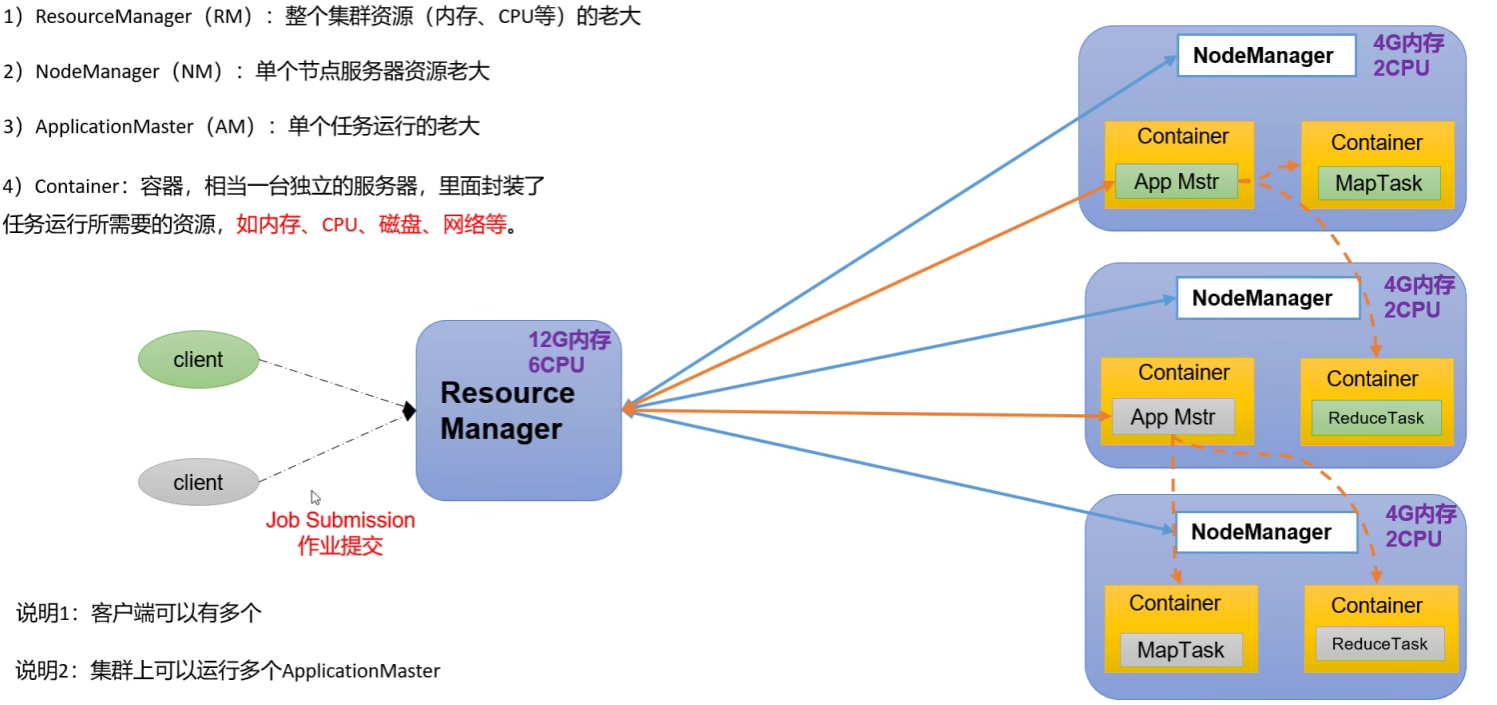 1）ResourceManager（RM）：整个集群资源（内存、CPU等）的老大
2）NodeManager（NM）：单个节点服务器资源老大
3）ApplicationMaster（AM）：单个任务运行的老大
4）Container：容器，相当一台独立的服务器，里面封装了
任务运行所需要的资源，如内存、CPU、磁盘、网络等。
client
client
Job Submission
作业提交
12G内存
6CPU
Resource
Manager
NodeManager
4G内存
2CPU
Container
App Mstr
Container
MapTask
NodeManager
4G内存
2CPU
Container
App Mstr
Container
ReduceTask
NodeManager
4G内存
2CPU
Container
MapTask
Container
ReduceTask
说明1：客户端可以有多个
说明2：集群上可以运行多个ApplicationMaster